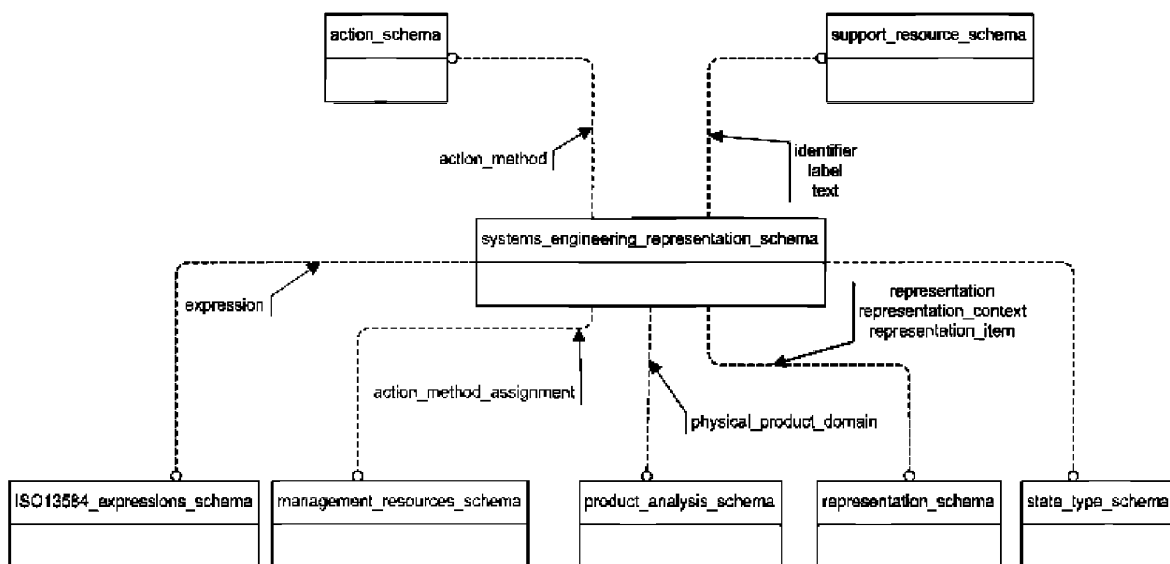 action_schema
support_resource_schema
action_method
identifier
label
text
systems_engineering_representation_schema
expression
representation
representation_context
representation_item
action_method_assignment
physical_product_domain
ISO13584_expressions_schema
management_resources_schema
product_analysis_schema
representation_schema
state_type_schema